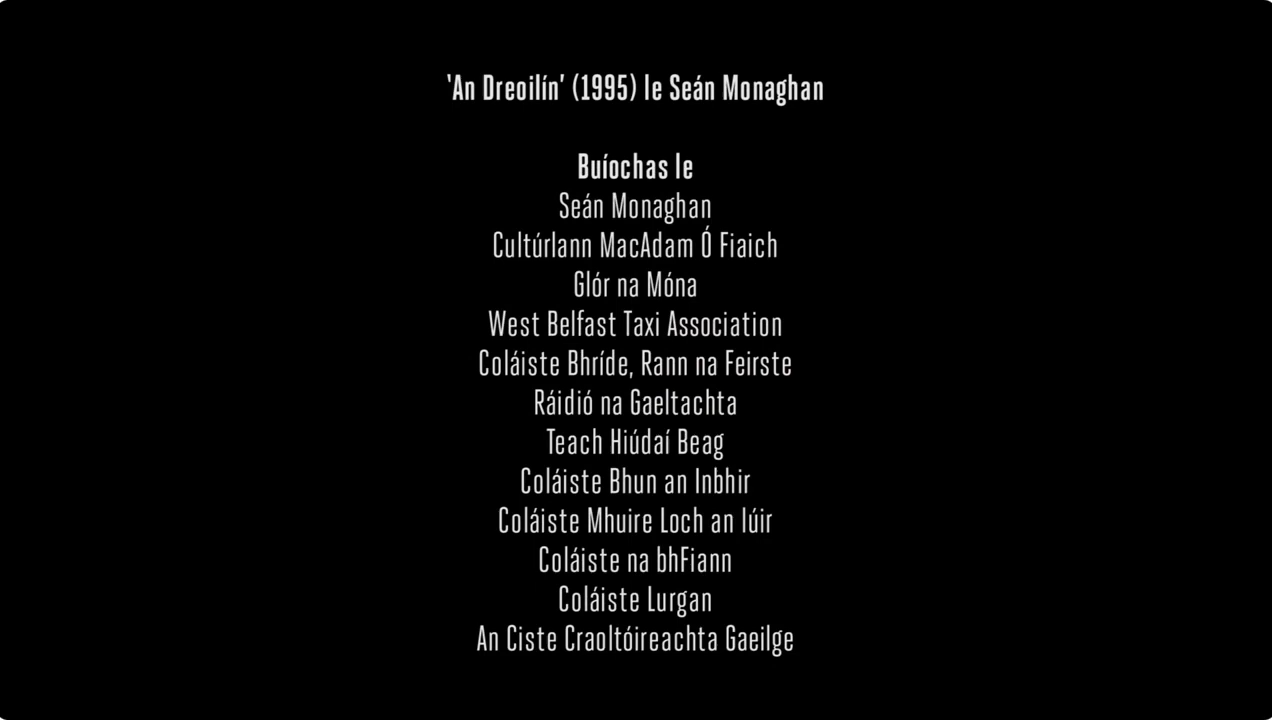 ‘An Dreoilín’ (1995) le Seán Monaghan
Buíochas le
Seán Monaghan
Cultúrlann MacAdam Ó Fiaich
Glór na Móna
West Belfast Taxi Association
Coláiste Bhríde, Rann na Feirste
Ráidió na Gaeltachta
Teach Hiúdaí Beag
Coláiste Bhun an Inbhir
Coláiste Mhuire Loch an Iúir
Coláiste na bhFiann
Coláiste Lurgan
An Ciste Craoltóireachta Gaeilge